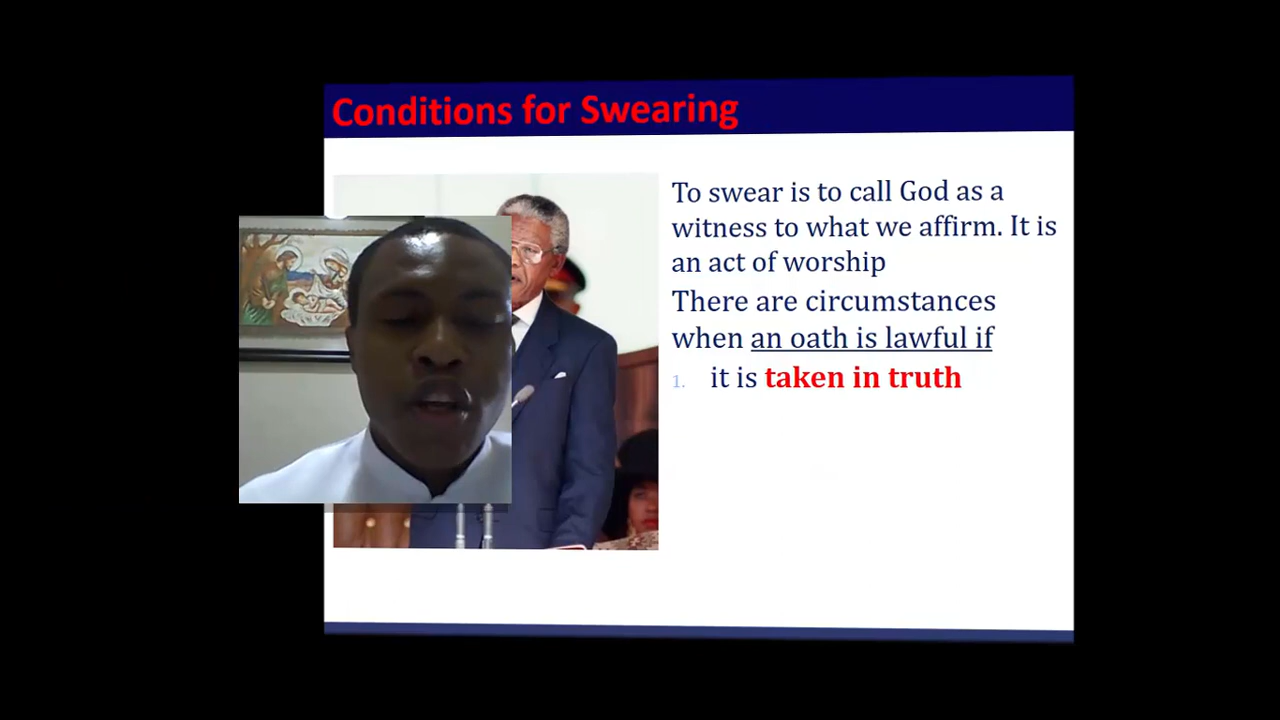 Conditions for Swearing
To swear is to call God as a
witness to what we affirm. It is
an act of worship
There are circumstances
when an oath is lawful if
1. it is taken in truth